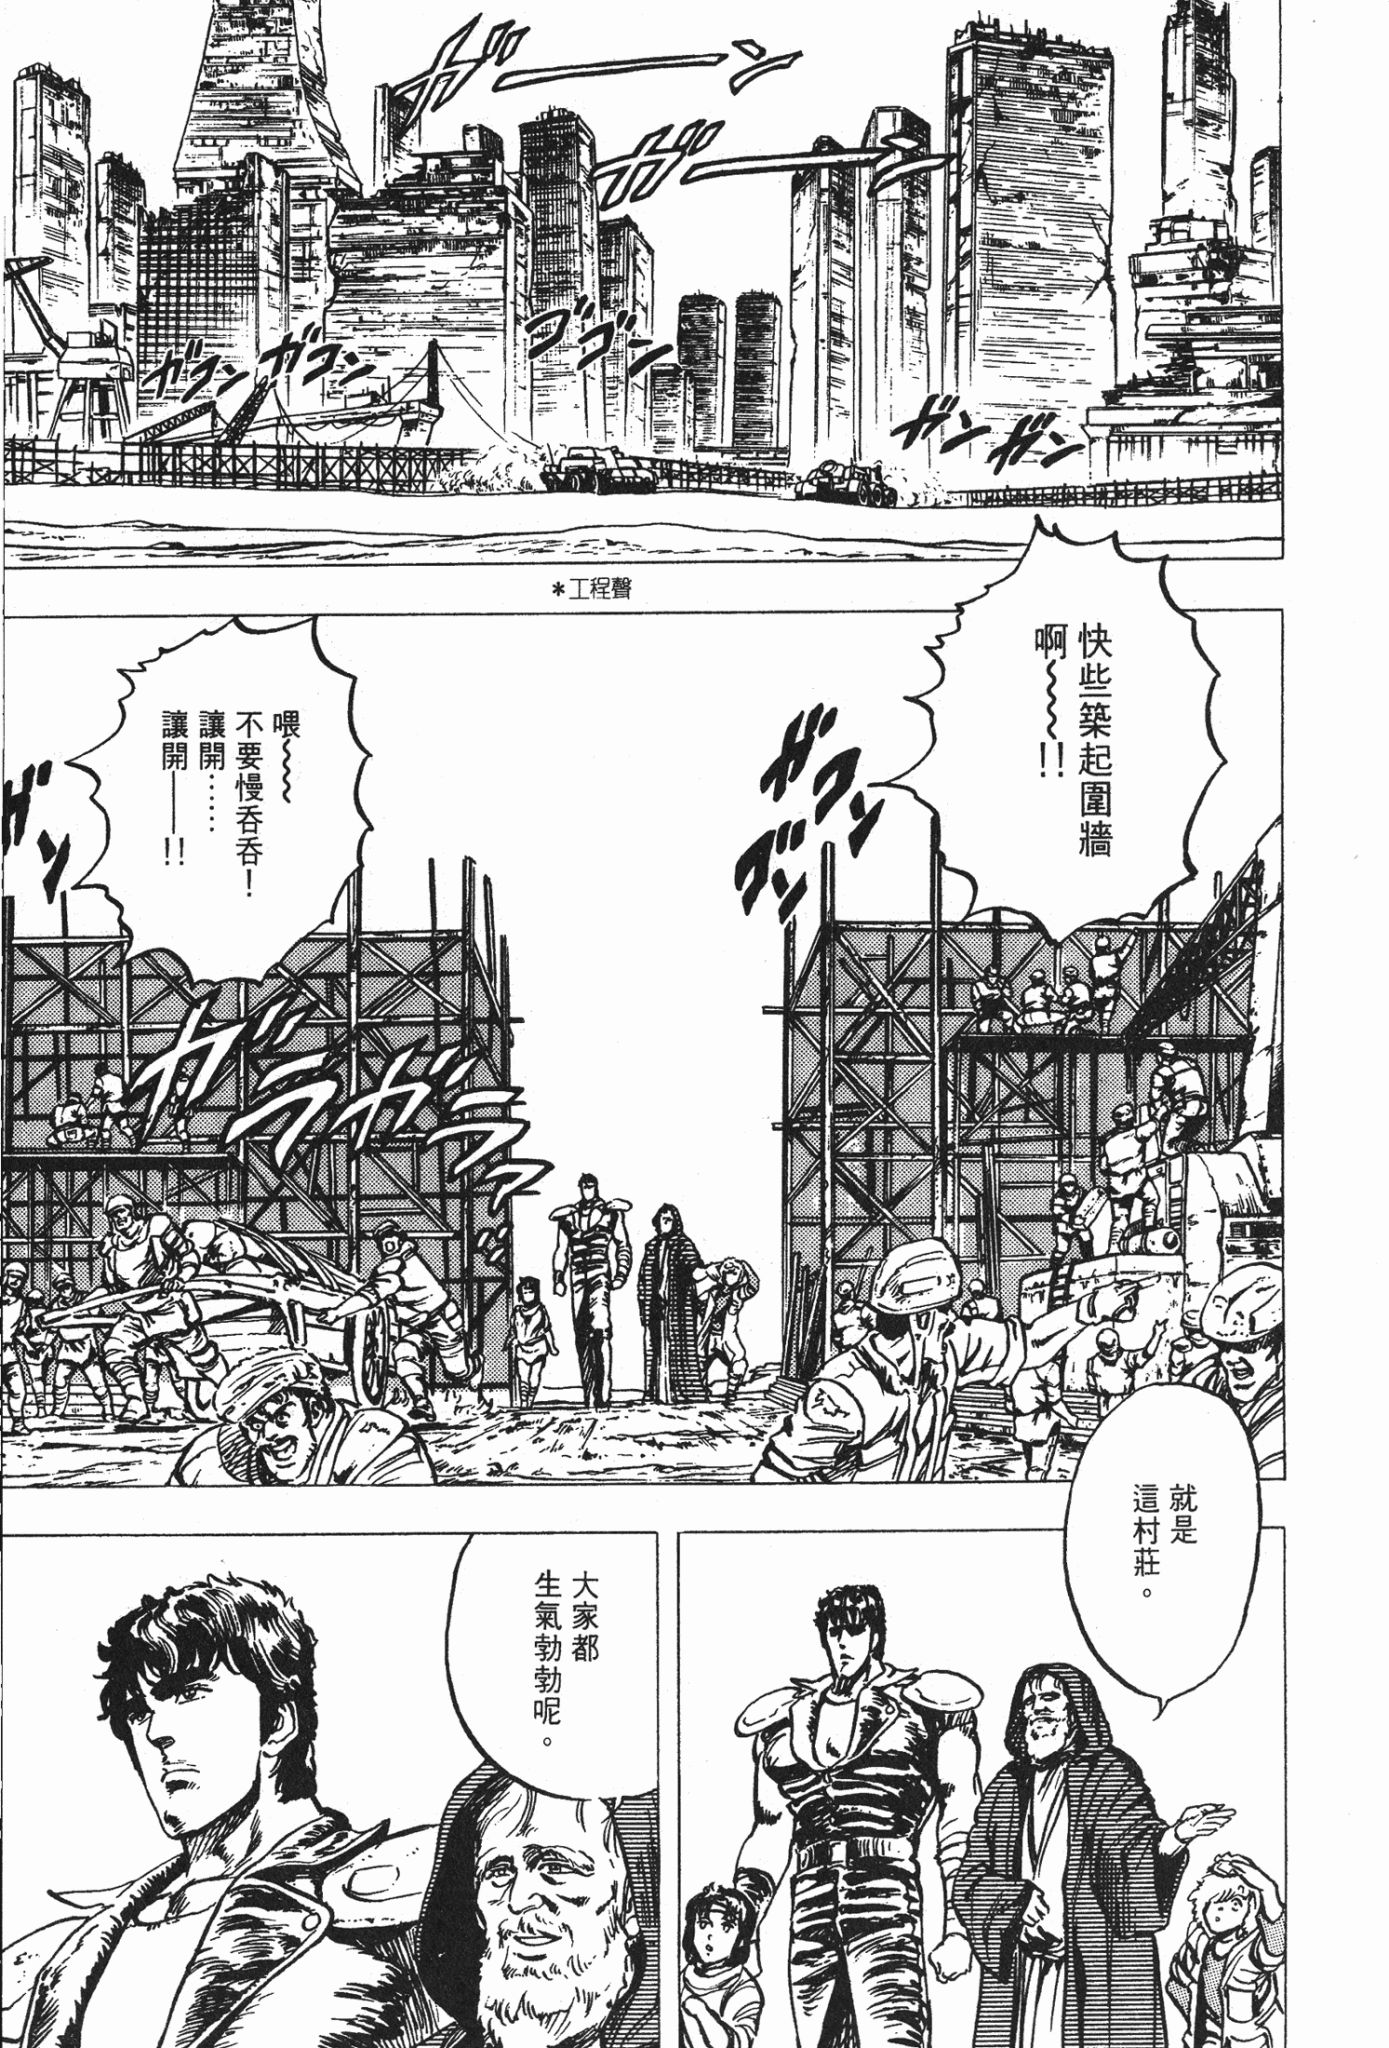 ガーーン
ガーーン
ゴゴン
ガコンガコン
ガンガン
＊工程聲
快些築起圍牆
啊～～!!
喂～～
不要慢吞吞！
讓開……
讓開——!!
ガコン
ゴン
ガン
ガラガラァ
就是
這村莊。
大家都
生氣勃勃呢。